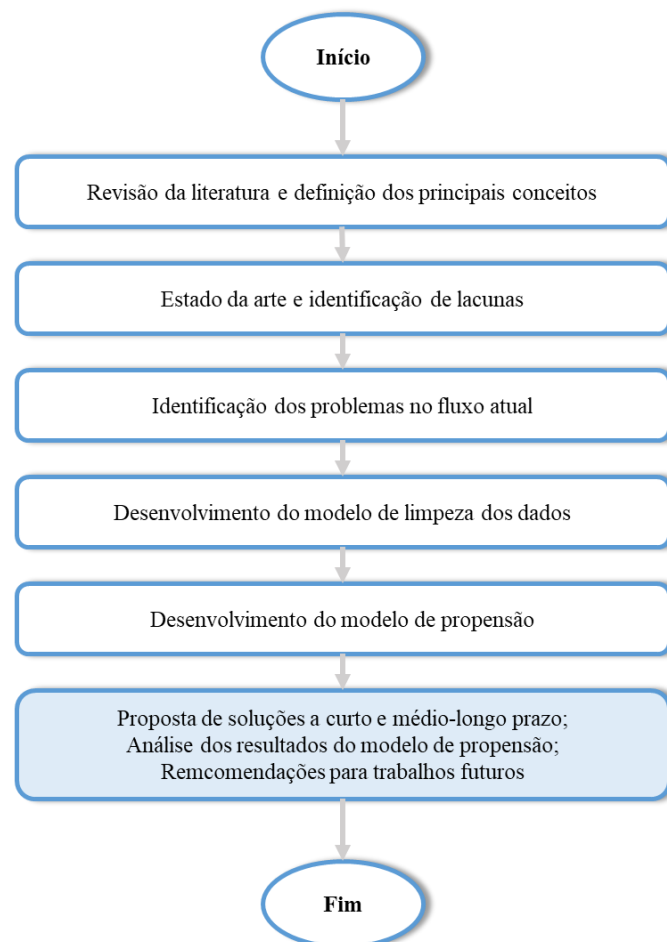 Início
Revisão da literatura e definição dos principais conceitos
Estado da arte e identificação de lacunas
Identificação dos problemas no fluxo atual
Desenvolvimento do modelo de limpeza dos dados
Desenvolvimento do modelo de propensão
Proposta de soluções a curto e médio-longo prazo;
Análise dos resultados do modelo de propensão;
Remcomendações para trabalhos futuros
Fim